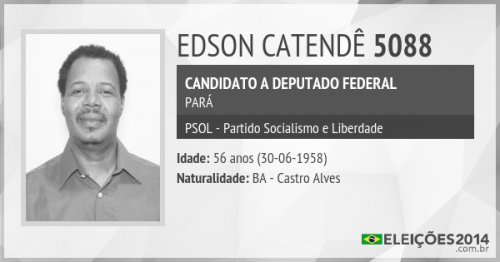 EDSON CATENDÊ 5088
CANDIDATO A DEPUTADO FEDERAL
PARÁ
PSOL - Partido Socialismo e Liberdade
Idade: 56 anos (30-06-1958)
Naturalidade: BA - Castro Alves
ELEIÇÕES2014
.com.br